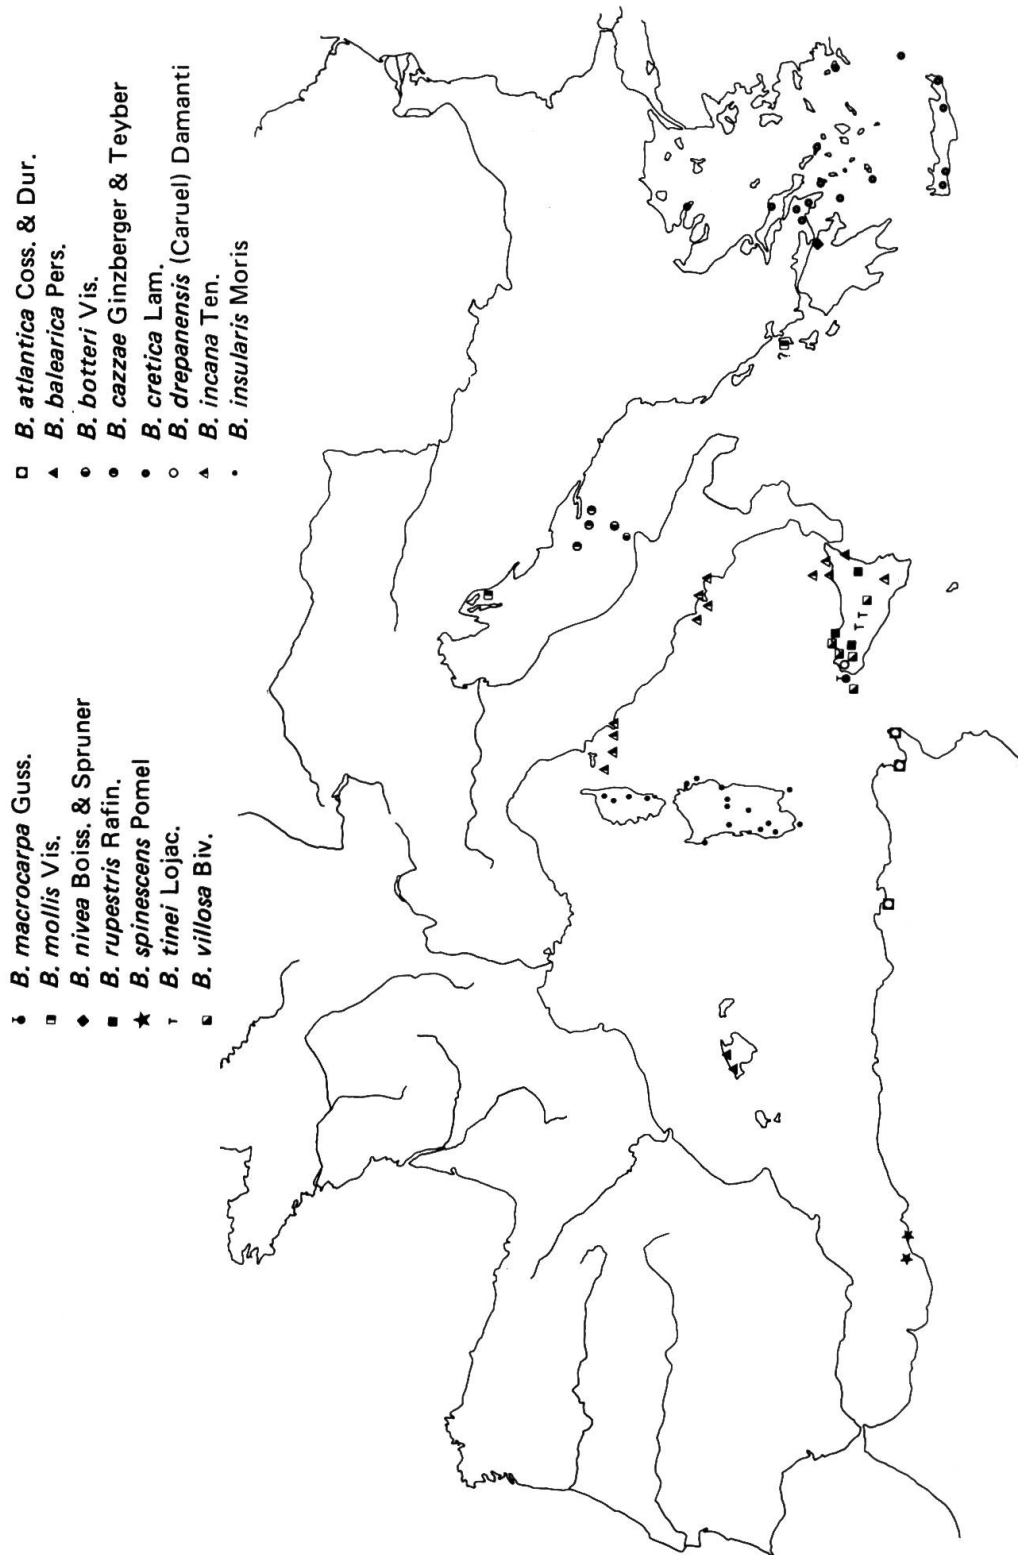 B. macrocarpa Guss.
B. mollis Vis.
B. nivea Boiss. & Spruner
B. rupestris Rafin.
B. spinescens Pomel
B. tinei Lojac.
B. villosa Biv.
B. atlantica Coss. & Dur.
B. balearica Pers.
B. botteri Vis.
B. cazzae Ginzberger & Teyber
B. cretica Lam.
B. drepanensis (Caruel) Damanti
B. incana Ten.
B. insularis Moris